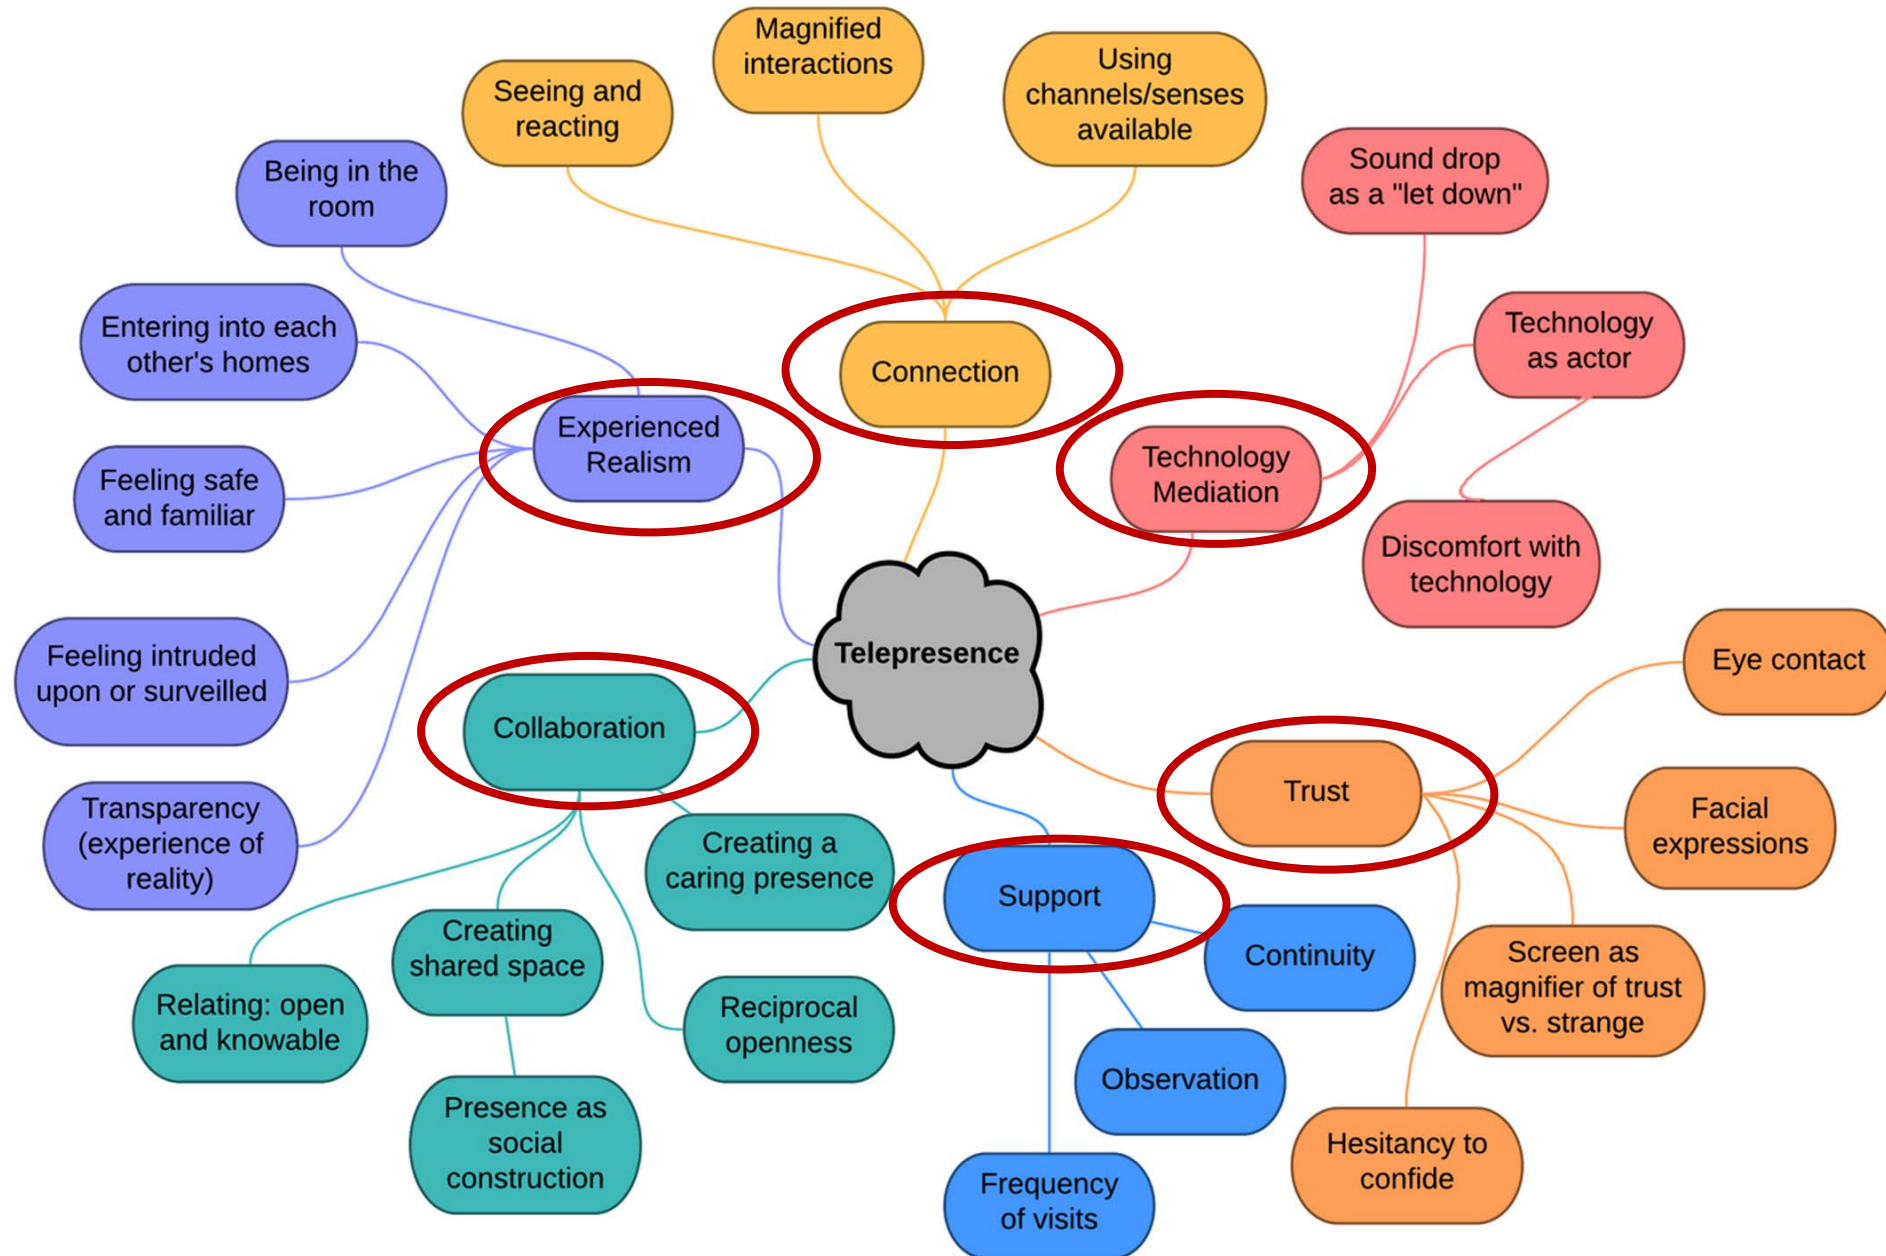 Magnified
interactions
Using
channels/senses
available
Seeing and
reacting
Being in the
room
Sound drop
as a "let down"
Entering into each
other's homes
Technology
as actor
Connection
Experienced
Realism
Technology
Mediation
Feeling safe
and familiar
Discomfort with
technology
Telepresence
Feeling intruded
upon or surveilled
Eye contact
Collaboration
Trust
Transparency
(experience of
reality)
Creating a
caring presence
Facial
expressions
Support
Creating
shared space
Continuity
Screen as
magnifier of trust
vs. strange
Relating: open
and knowable
Reciprocal
openness
Observation
Presence as
social
construction
Hesitancy to
confide
Frequency
of visits